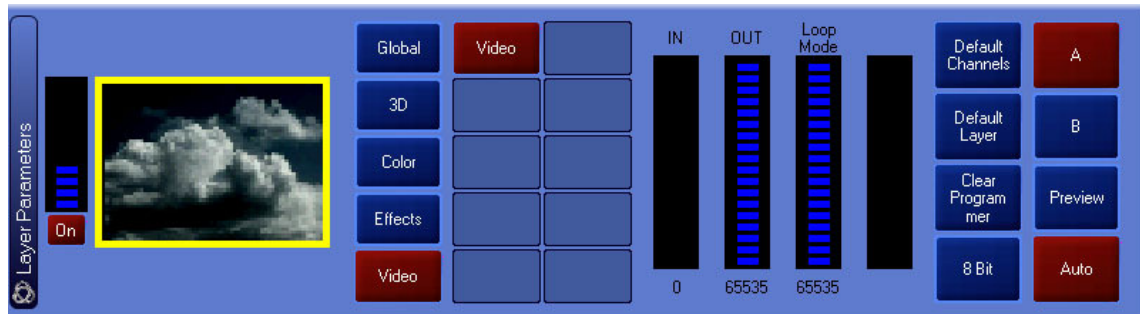 Layer Parameters
On
Global
3D
Color
Effects
Video
Video
IN
OUT
Loop
Mode
0
65535
65535
Default
Channels
Default
Layer
Clear
Program
mer
8 Bit
A
B
Preview
Auto